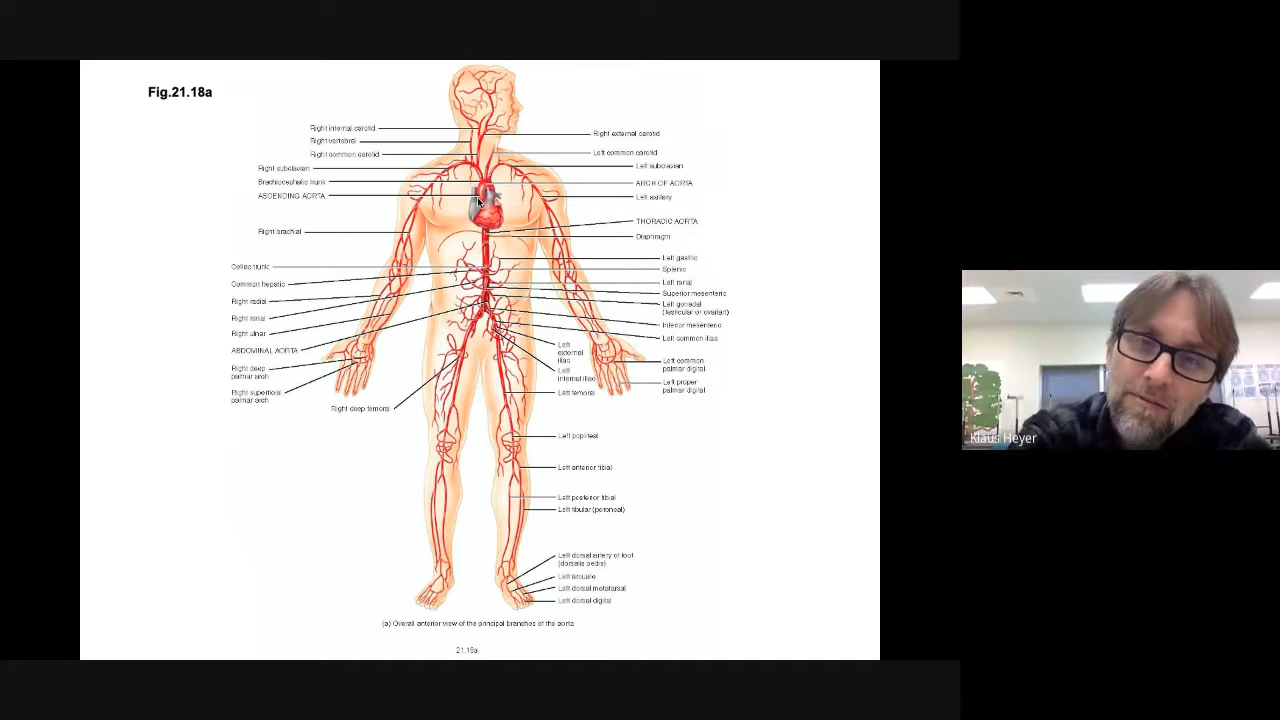 Fig.21.18a
Right internal carotid
Right vertebral
Right common carotid
Right subclavian
Brachiocephalic trunk
ASCENDING AORTA
Right brachial
Celiac trunk
Common hepatic
Right radial
Right renal
Right ulnar
ABDOMINAL AORTA
Right deep
palmar arch
Right superficial
palmar arch
Right deep femoral
Right external carotid
Left common carotid
Left subclavian
ARCH OF AORTA
Left axillary
THORACIC AORTA
Diaphragm
Left gastric
Splenic
Left renal
Superior mesenteric
Left gonadal
(testicular or ovarian)
Inferior mesenteric
Left common iliac
Left
external
iliac
Left
internal iliac
Left femoral
Left common
palmar digital
Left proper
palmar digital
Left popliteal
Left anterior tibial
Left posterior tibial
Left fibular (peroneal)
Left dorsal artery of foot
(dorsalis pedis)
Left arcuate
Left dorsal metatarsal
Left dorsal digital
(a) Overall anterior view of the principal branches of the aorta
21.18a
Klaus Heyer